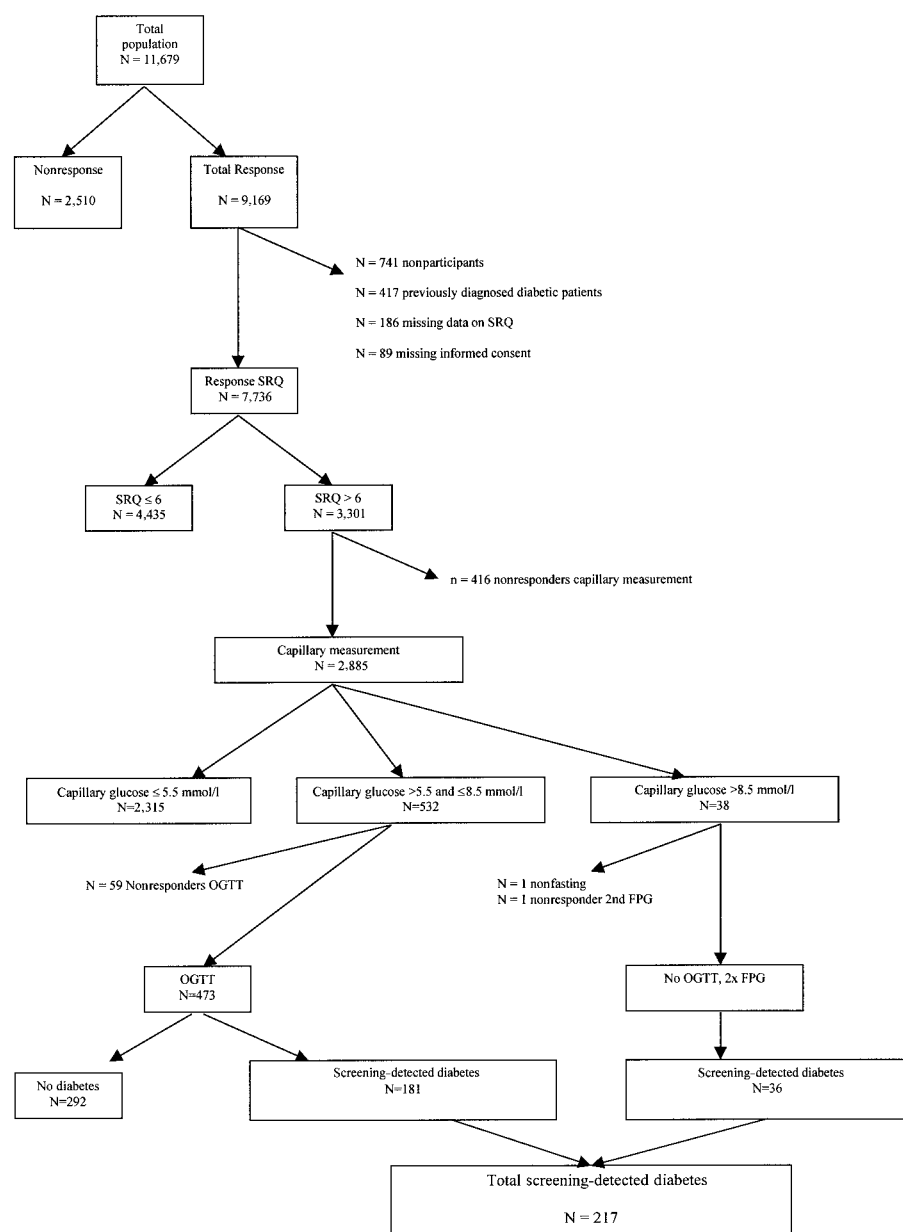 Total
population
N = 11,679
Nonresponse
N = 2,510
Total Response
N = 9,169
N = 741 nonparticipants
N = 417 previously diagnosed diabetic patients
N = 186 missing data on SRQ
N = 89 missing informed consent
Response SRQ
N = 7,736
SRQ ≤ 6
N = 4,435
SRQ > 6
N = 3,301
n = 416 nonresponders capillary measurement
Capillary measurement
N = 2,885
Capillary glucose ≤ 5.5 mmol/l
N=2,315
Capillary glucose >5.5 and ≤8.5 mmol/l
N=532
Capillary glucose >8.5 mmol/l
N=38
N = 59 Nonresponders OGTT
N = 1 nonfasting
N = 1 nonresponder 2nd FPG
OGTT
N=473
No OGTT, 2x FPG
No diabetes
N=292
Screening-detected diabetes
N=181
Screening-detected diabetes
N=36
Total screening-detected diabetes
N = 217